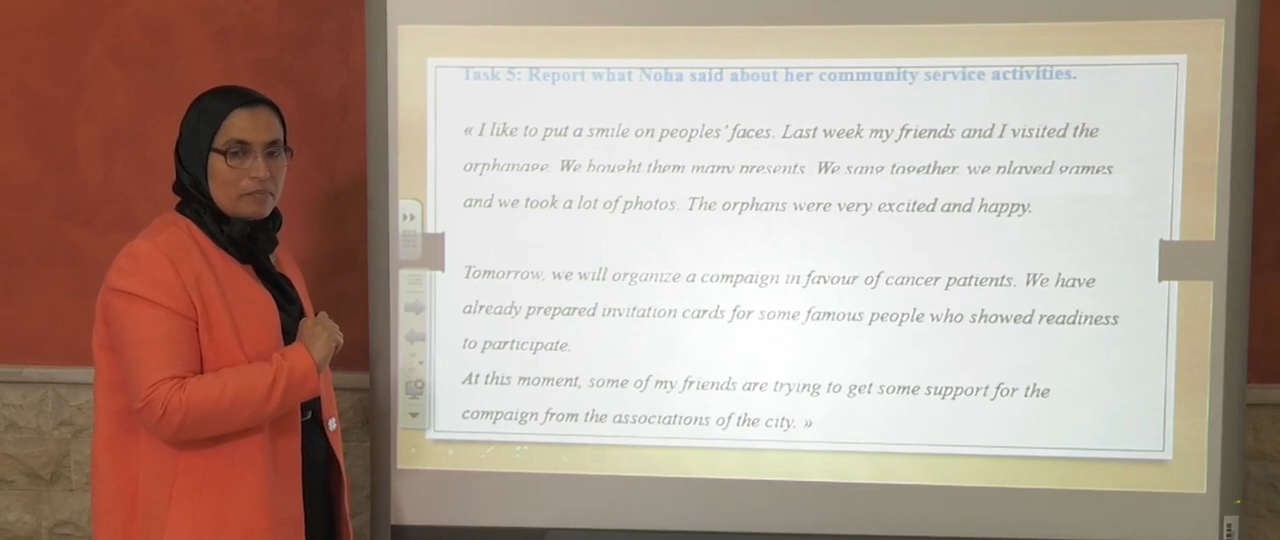 Task 5: Report what Noha said about her community service activities.
« I like to put a smile on peoples' faces. Last week my friends and I visited the
orphanage. We bought them many presents. We sang together, we played games
and we took a lot of photos. The orphans were very excited and happy.
Tomorrow, we will organize a compaign in favour of cancer patients. We have
already prepared invitation cards for some famous people who showed readiness
to participate.
At this moment, some of my friends are trying to get some support for the
compaign from the associations of the city. »